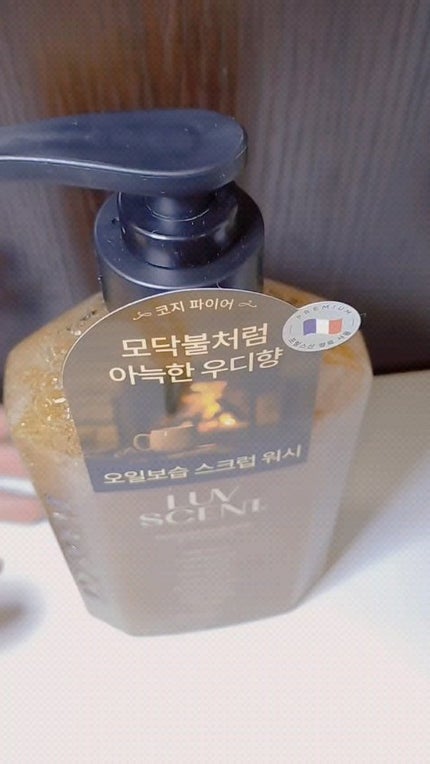 코지 파이어
모닥불처럼
아늑한 우디향
PREMIUM
오일보습 스크럼 워시
LUV
SCENT